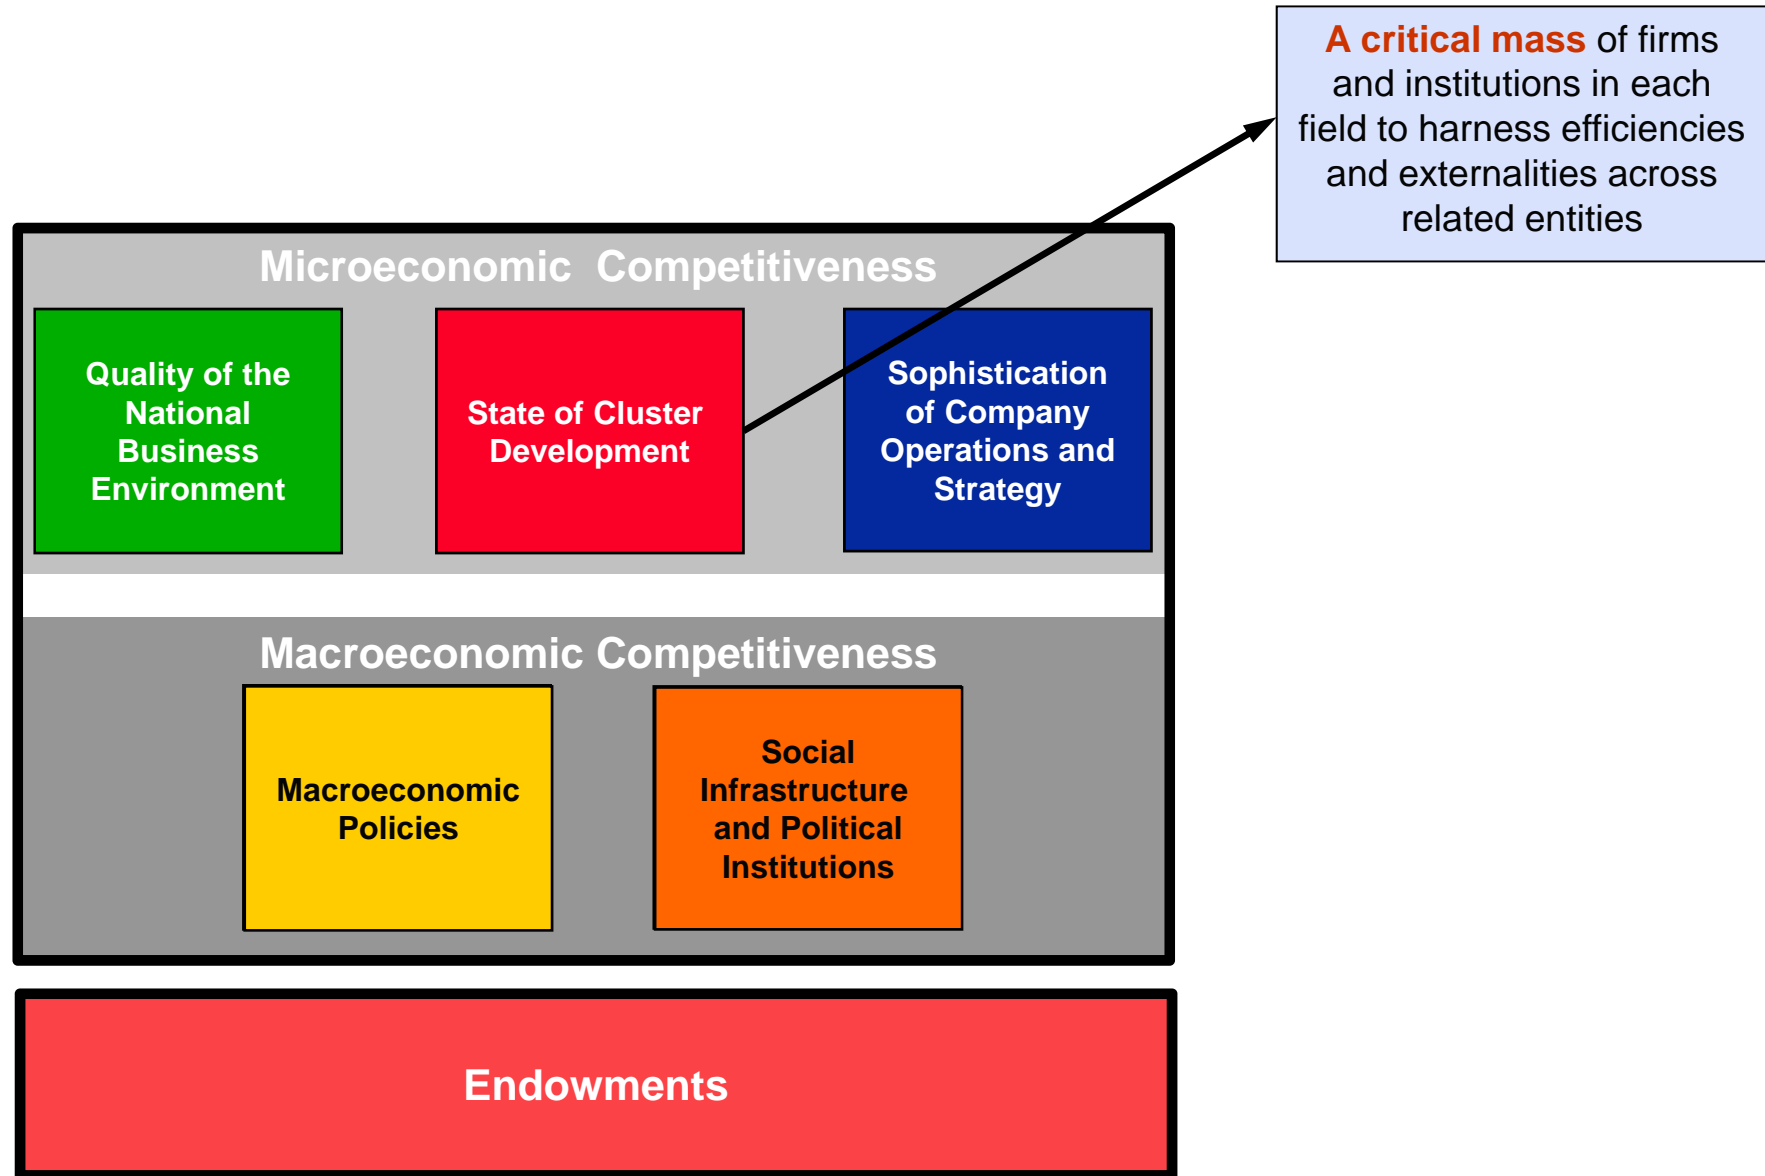 A critical mass of firms
and institutions in each
field to harness efficiencies
and externalities across
related entities
Microeconomic Competitiveness
Quality of the
National
Business
Environment
State of Cluster
Development
Sophistication
of Company
Operations and
Strategy
Macroeconomic Competitiveness
Macroeconomic
Policies
Social
Infrastructure
and Political
Institutions
Endowments